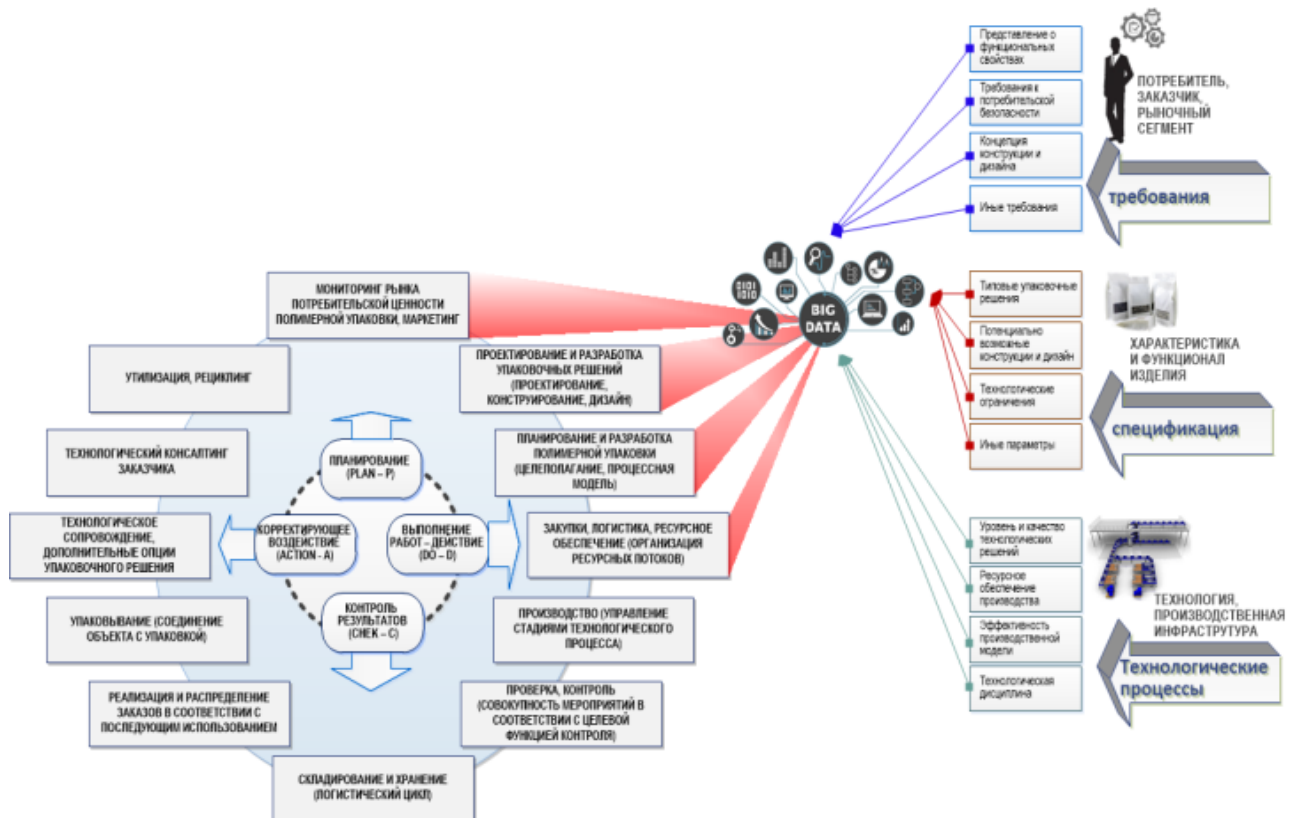 МОНИТОРИНГ РЫНКА
ПОТРЕБИТЕЛЬСКОЙ ЦЕННОСТИ
ПОЛИМЕРНОЙ УПАКОВКИ, МАРКЕТИНГ
УТИЛИЗАЦИЯ, РЕЦИКЛИНГ
ПРОЕКТИРОВАНИЕ И РАЗРАБОТКА
УПАКОВОЧНЫХ РЕШЕНИЙ
(ПРОЕКТИРОВАНИЕ,
КОНСТРУИРОВАНИЕ, ДИЗАЙН)
ТЕХНОЛОГИЧЕСКИЙ КОНСАЛТИНГ
ЗАКАЗЧИКА
ПЛАНИРОВАНИЕ И РАЗРАБОТКА
ПОЛИМЕРНОЙ УПАКОВКИ
(ЦЕЛЕПОЛАГАНИЕ, ПРОЦЕССНАЯ
МОДЕЛЬ)
ТЕХНОЛОГИЧЕСКОЕ
СОПРОВОЖДЕНИЕ,
ДОПОЛНИТЕЛЬНЫЕ ОПЦИИ
УПАКОВОЧНОГО РЕШЕНИЯ
ЗАКУПКИ, ЛОГИСТИКА, РЕСУРСНОЕ
ОБЕСПЕЧЕНИЕ (ОРГАНИЗАЦИЯ
РЕСУРСНЫХ ПОТОКОВ)
УПАКОВЫВАНИЕ (СОЕДИНЕНИЕ
ОБЪЕКТА С УПАКОВКОЙ)
ПРОИЗВОДСТВО (УПРАВЛЕНИЕ
СТАДИЯМИ ТЕХНОЛОГИЧЕСКОГО
ПРОЦЕССА)
РЕАЛИЗАЦИЯ И РАСПРЕДЕЛЕНИЕ
ЗАКАЗОВ В СООТВЕТСТВИИ С
ПОСЛЕДУЮЩИМ ИСПОЛЬЗОВАНИЕМ
ПРОВЕРКА, КОНТРОЛЬ
(СОВОКУПНОСТЬ МЕРОПРИЯТИЙ В
СООТВЕТСТВИИ С ЦЕЛЕВОЙ
ФУНКЦИЕЙ КОНТРОЛЯ)
СКЛАДИРОВАНИЕ И ХРАНЕНИЕ
(ЛОГИСТИЧЕСКИЙ ЦИКЛ)
ПЛАНИРОВАНИЕ
(PLAN – P)
КОРРЕКТИРУЮЩЕЕ
ВОЗДЕЙСТВИЕ
(ACTION - A)
ВЫПОЛНЕНИЕ
РАБОТ – ДЕЙСТВИЕ
(DO – D)
КОНТРОЛЬ
РЕЗУЛЬТАТОВ
(CHEK – C)
0101
1010
BIG
DATA
Представление о
функциональных
свойствах
Требования к
потребительской
безопасности
Концепция
конструкции и
дизайна
Иные требования
ПОТРЕБИТЕЛЬ,
ЗАКАЗЧИК,
РЫНОЧНЫЙ
СЕГМЕНТ
требования
Типовые упаковочные
решения
Потенциально
возможные
конструкции и дизайн
Технологические
ограничения
Иные параметры
ХАРАКТЕРИСТИКА
И ФУНКЦИОНАЛ
ИЗДЕЛИЯ
спецификация
Уровень и качество
технологических
решений
Ресурсное
обеспечение
производства
Эффективность
производственной
модели
Технологическая
дисциплина
ТЕХНОЛОГИЯ,
ПРОИЗВОДСТВЕННАЯ
ИНФРАСТРУТУРА
Технологические
процессы